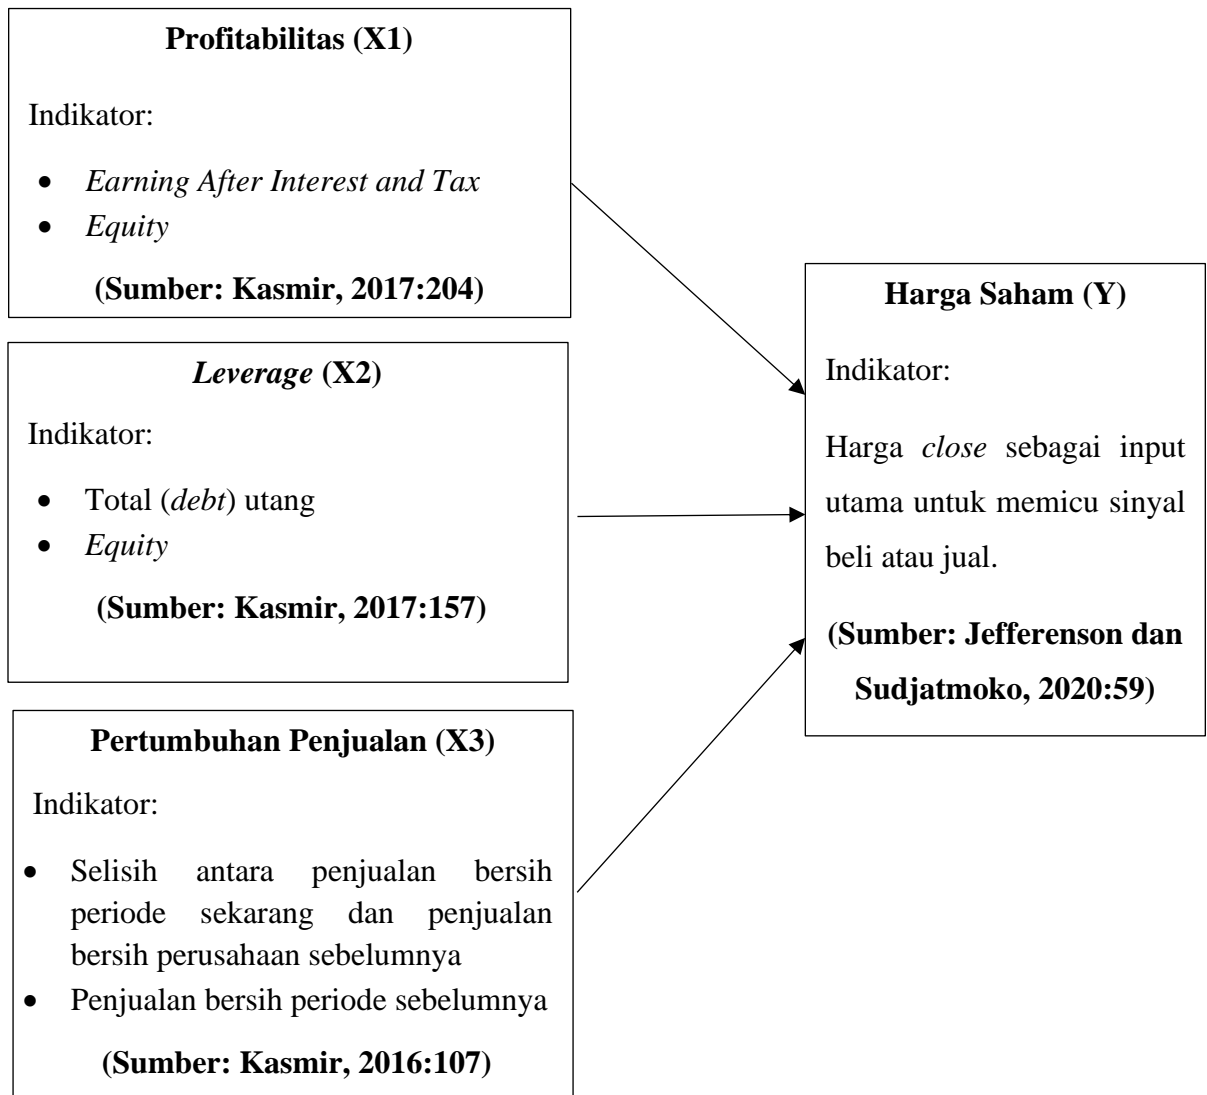 Profitabilitas (X1)
Indikator:
• Earning After Interest and Tax
• Equity
(Sumber: Kasmir, 2017:204)
Leverage (X2)
Indikator:
• Total (debt) utang
• Equity
(Sumber: Kasmir, 2017:157)
Pertumbuhan Penjualan (X3)
Indikator:
• Selisih antara penjualan bersih
periode sekarang dan penjualan
bersih perusahaan sebelumnya
• Penjualan bersih periode sebelumnya
(Sumber: Kasmir, 2016:107)
Harga Saham (Y)
Indikator:
Harga close sebagai input
utama untuk memicu sinyal
beli atau jual.
(Sumber: Jefferenson dan
Sudjatmoko, 2020:59)